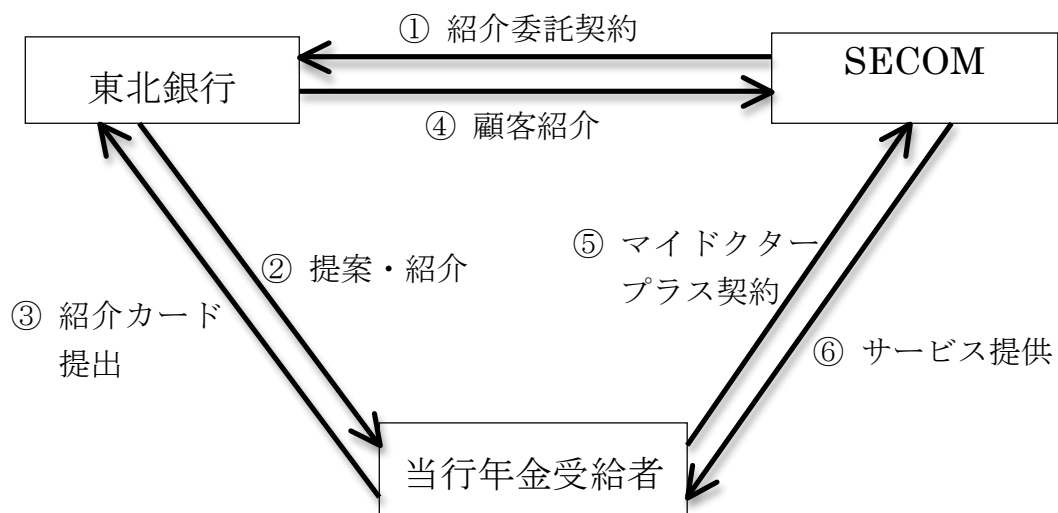 ① 紹介委託契約
東北銀行
SECOM
④ 顧客紹介
② 提案・紹介
③ 紹介カード
提出
⑤ マイドクター
プラス契約
⑥ サービス提供
当行年金受給者